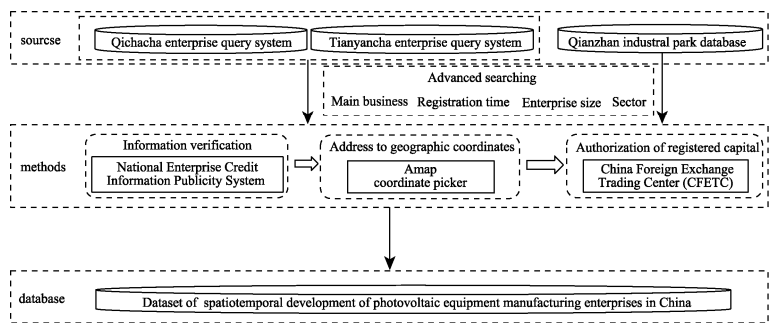 sourcse
Qichacha enterprise query system
Tianyancha enterprise query system
Qianzhan industral park database
Advanced searching
Main business Registration time Enterprise size Sector
methods
Information verification
National Enterprise Credit
Information Publicity System
Address to geographic coordinates
Amap
coordinate picker
Authorization of registered capital
China Foreign Exchange
Trading Center (CFETC)
database
Dataset of spatiotemporal development of photovoltaic equipment manufacturing enterprises in China